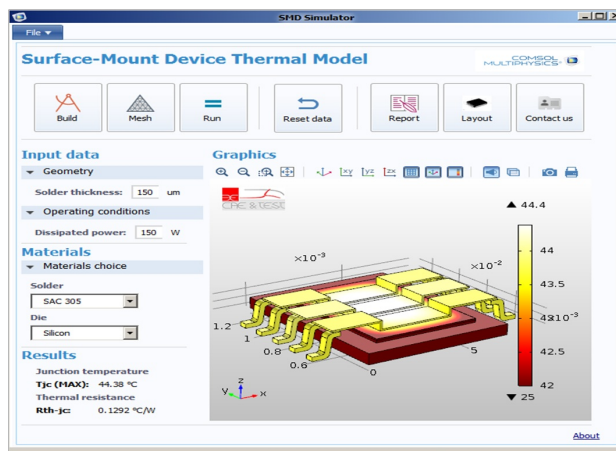 SMD Simulator
File
Surface-Mount Device Thermal Model
COMSOL
MULTIPHYSICS
Build
Mesh
Run
Reset data
Report
Layout
Contact us
Input data
Geometry
Solder thickness: 150 um
Operating conditions
Dissipated power: 150 W
Materials
Materials choice
Solder
SAC 305
Die
Silicon
Results
Junction temperature
Tjc (MAX): 44.38 °C
Thermal resistance
Rth-jc: 0.1292 °C/W
Graphics
xy yz zx
CAE & TEST
▲ 44.4
×10⁻³
×10⁻²
44
43.5
43
×10⁻³
42.5
42
▼ 25
1.2
1
0.8
0.6
0
5
y z x
About